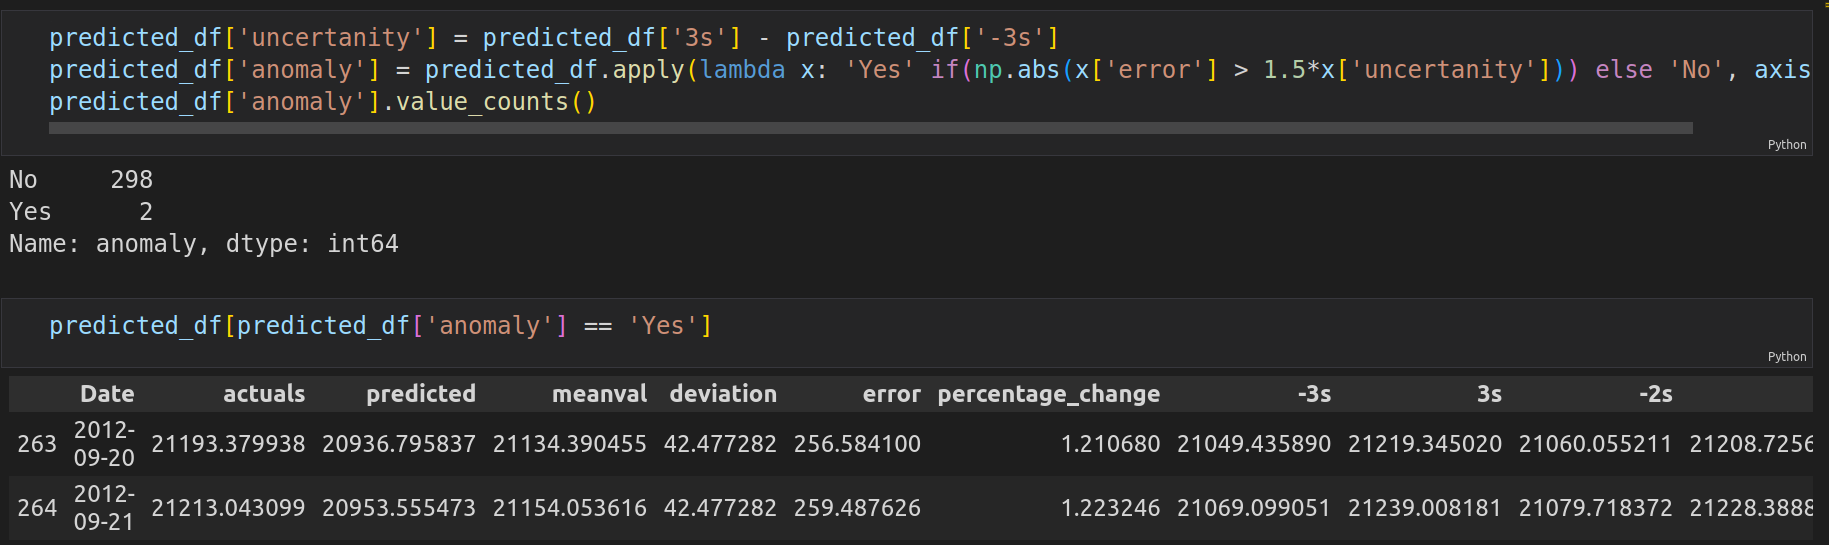 predicted_df['uncertanity'] = predicted_df['3s'] - predicted_df['-3s']
predicted_df['anomaly'] = predicted_df.apply(lambda x: 'Yes' if(np.abs(x['error'] > 1.5*x['uncertanity'])) else 'No', axis
predicted_df['anomaly'].value_counts()
Python
No 298
Yes 2
Name: anomaly, dtype: int64
predicted_df[predicted_df['anomaly'] == 'Yes']
Python
Date actuals predicted meanval deviation error percentage_change -3s 3s -2s
263 2012-09-20 21193.379938 20936.795837 21134.390455 42.477282 256.584100 1.210680 21049.435890 21219.345020 21060.055211 21208.7256
264 2012-09-21 21213.043099 20953.555473 21154.053616 42.477282 259.487626 1.223246 21069.099051 21239.008181 21079.718372 21228.3888